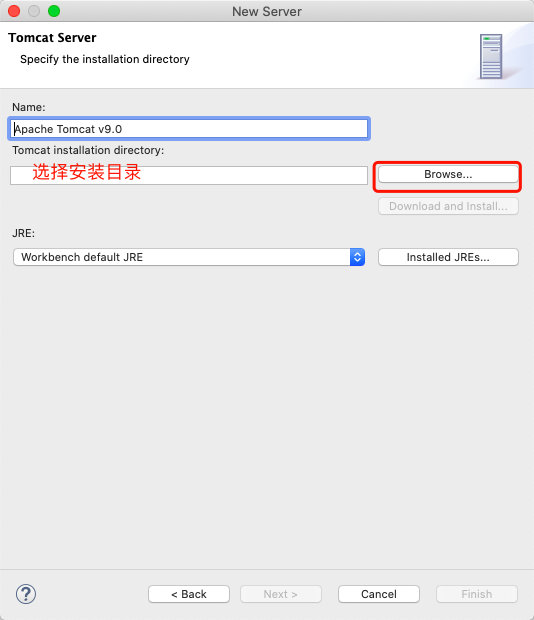 New Server
Tomcat Server
Specify the installation directory
Name:
Apache Tomcat v9.0
Tomcat installation directory:
选择安装目录
Browse...
Download and Install...
JRE:
Workbench default JRE
Installed JREs...
?
< Back
Next >
Cancel
Finish